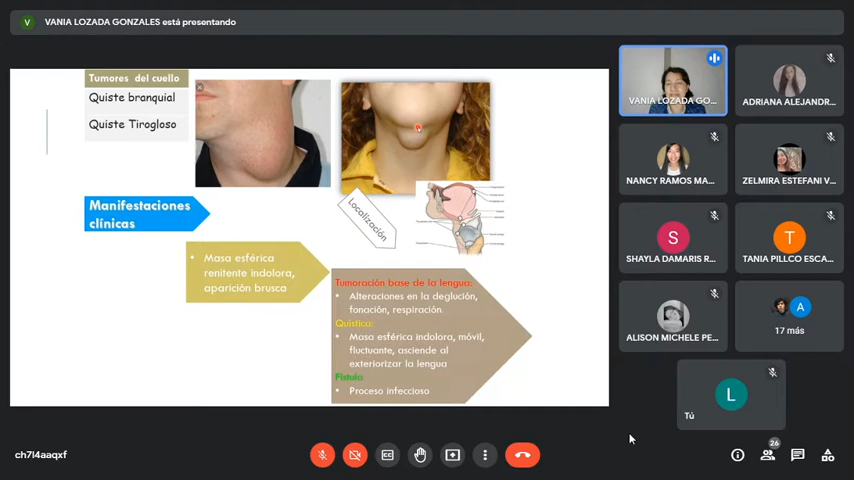 V
VANIA LOZADA GONZALES está presentando
Tumores del cuello
Quiste branquial
Quiste Tirogloso
Manifestaciones
clínicas
Localización
• Masa esférica
renitente indolora,
aparición brusca
Tumoración base de la lengua:
• Alteraciones en la deglución,
fonación, respiración
Quística:
• Masa esférica indolora, móvil,
fluctuante, asciende al
exteriorizar la lengua
Fístula
• Proceso infeccioso
VANIA LOZADA GO...
ADRIANA ALEJANDR...
NANCY RAMOS MA...
ZELMIRA ESTEFANI V...
S
SHAYLA DAMARIS R...
T
TANIA PILLCO ESCA...
ALISON MICHELE PE...
A
17 más
L
Tú
ch7l4aaqxf
26